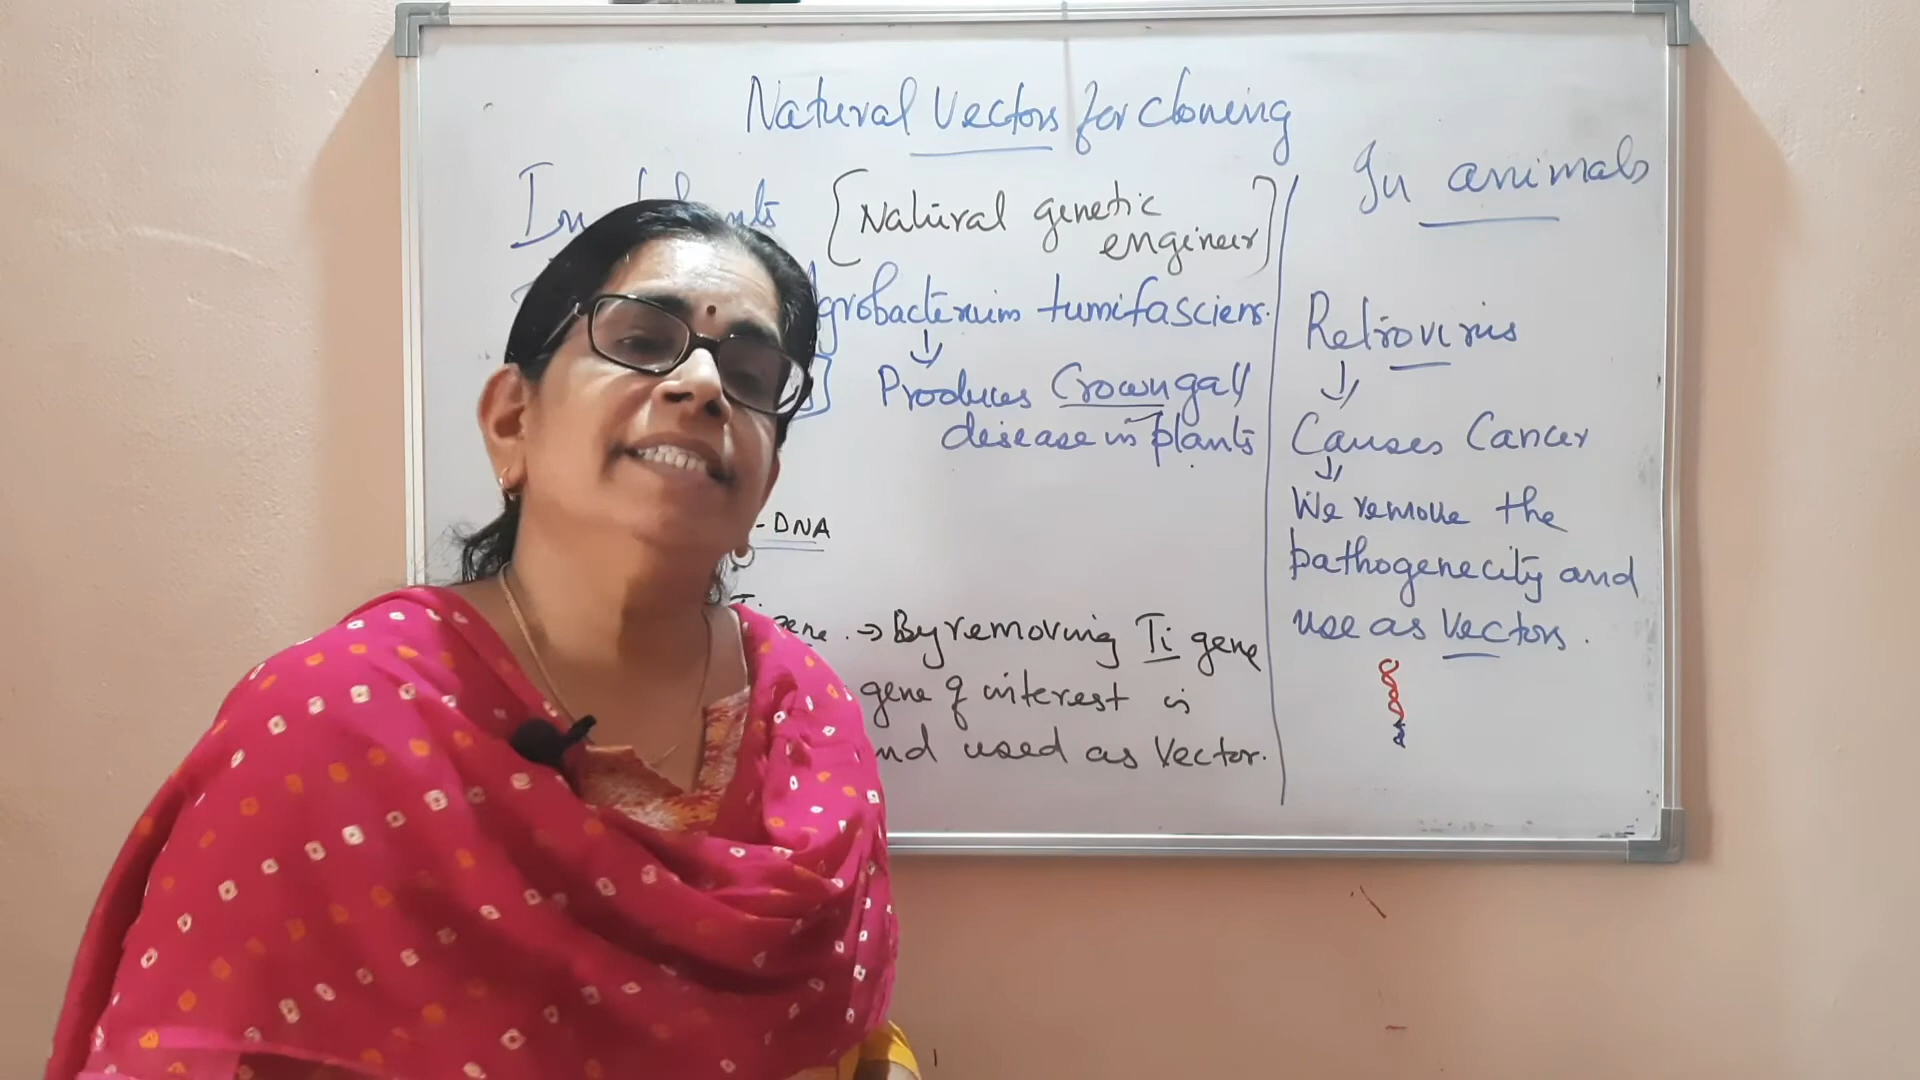 Natural Vectors for cloning
In
[Natural genetic
engineer]
In animals
grobacterium tumifasciens.
Produces Crowngall
disease in plants
-DNA
gene. → By removing Ti gene
gene of interest is
nd used as Vector.
Retrovirus
Causes Cancer
We remove the
pathogenecity and
use as Vectors.